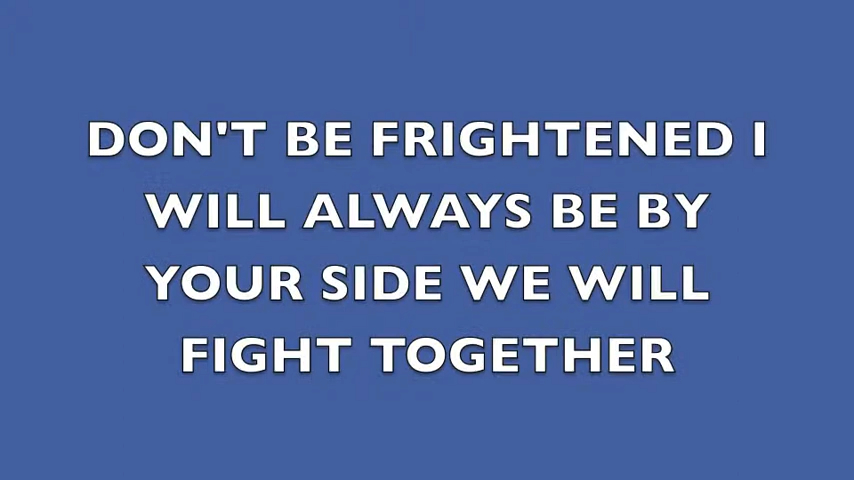 DON'T BE FRIGHTENED I
WILL ALWAYS BE BY
YOUR SIDE WE WILL
FIGHT TOGETHER